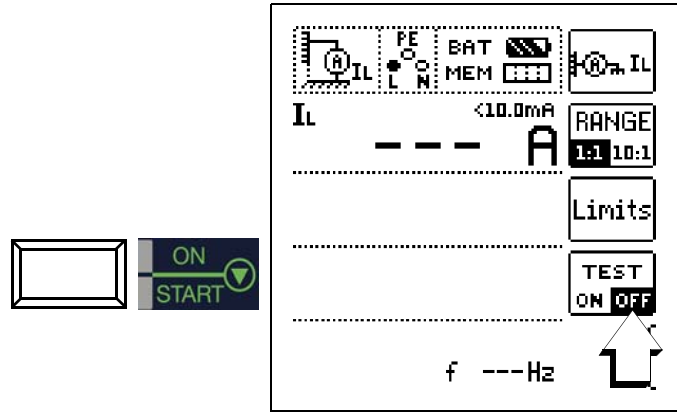 ON
START
IL
PE
L N
BAT
MEM
IL
IL <10.0mA
--- A
RANGE
1:1 10:1
Limits
TEST
ON OFF
f ---Hz